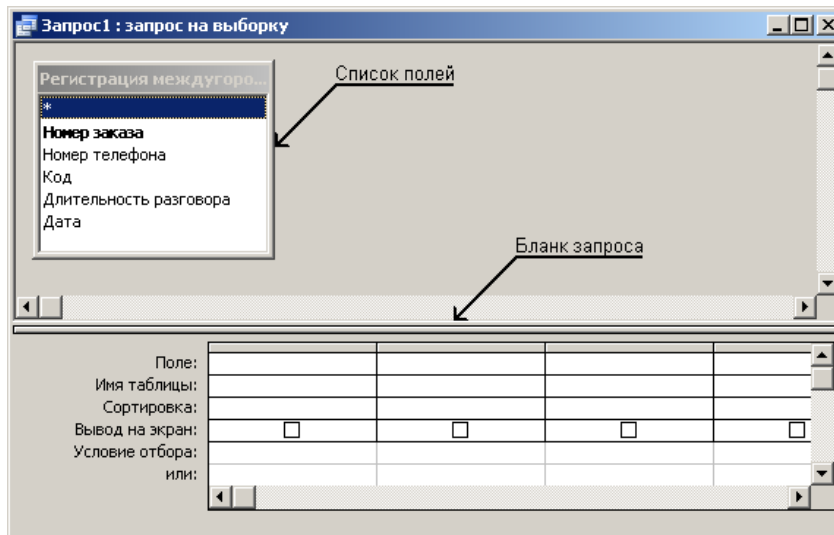 Запрос1 : запрос на выборку
Регистрация междугоро...
*
Номер заказа
Номер телефона
Код
Длительность разговора
Дата
Список полей
Бланк запроса
Поле:
Имя таблицы:
Сортировка:
Вывод на экран:
Условие отбора:
или: